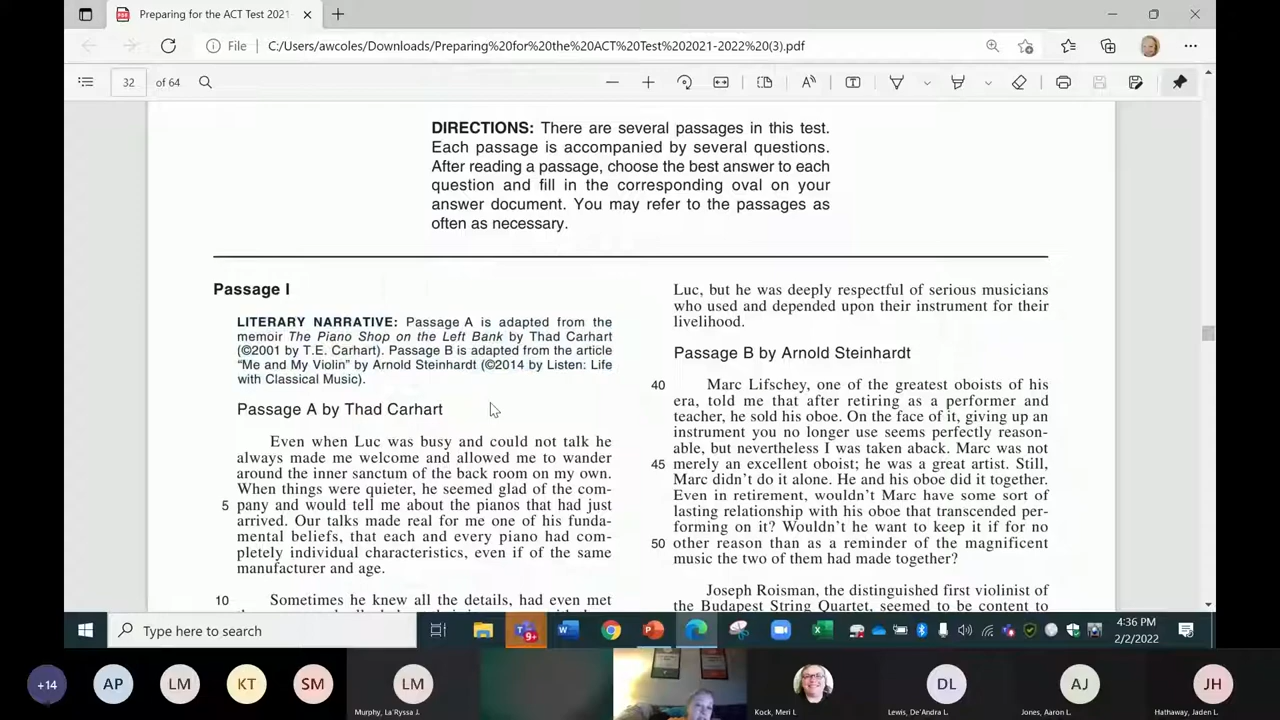 Preparing for the ACT Test 2021
File
C:/Users/awcoles/Downloads/Preparing%20for%20the%20ACT%20Test%202021-2022%20(3).pdf
32
of 64
DIRECTIONS: There are several passages in this test.
Each passage is accompanied by several questions.
After reading a passage, choose the best answer to each
question and fill in the corresponding oval on your
answer document. You may refer to the passages as
often as necessary.
Passage I
LITERARY NARRATIVE: Passage A is adapted from the
memoir The Piano Shop on the Left Bank by Thad Carhart
(©2001 by T.E. Carhart). Passage B is adapted from the article
“Me and My Violin” by Arnold Steinhardt (©2014 by Listen: Life
with Classical Music).
Passage A by Thad Carhart
Even when Luc was busy and could not talk he
always made me welcome and allowed me to wander
around the inner sanctum of the back room on my own.
When things were quieter, he seemed glad of the com-
5 pany and would tell me about the pianos that had just
arrived. Our talks made real for me one of his funda-
mental beliefs, that each and every piano had com-
pletely individual characteristics, even if of the same
manufacturer and age.
10 Sometimes he knew all the details, had even met
Luc, but he was deeply respectful of serious musicians
who used and depended upon their instrument for their
livelihood.
Passage B by Arnold Steinhardt
40 Marc Lifschey, one of the greatest oboists of his
era, told me that after retiring as a performer and
teacher, he sold his oboe. On the face of it, giving up an
instrument you no longer use seems perfectly reason-
able, but nevertheless I was taken aback. Marc was not
45 merely an excellent oboist; he was a great artist. Still,
Marc didn’t do it alone. He and his oboe did it together.
Even in retirement, wouldn’t Marc have some sort of
lasting relationship with his oboe that transcended per-
forming on it? Wouldn’t he want to keep it if for no
50 other reason than as a reminder of the magnificent
music the two of them had made together?
Joseph Roisman, the distinguished first violinist of
the Budapest String Quartet, seemed to be content to
Type here to search
9+
4:36 PM
2/2/2022
+14
AP
LM
KT
SM
LM
DL
AJ
JH
Murphy, La'Ryssa J.
Kock, Meri L
Lewis, De'Andra L.
Jones, Aaron L.
Hathaway, Jaden L.